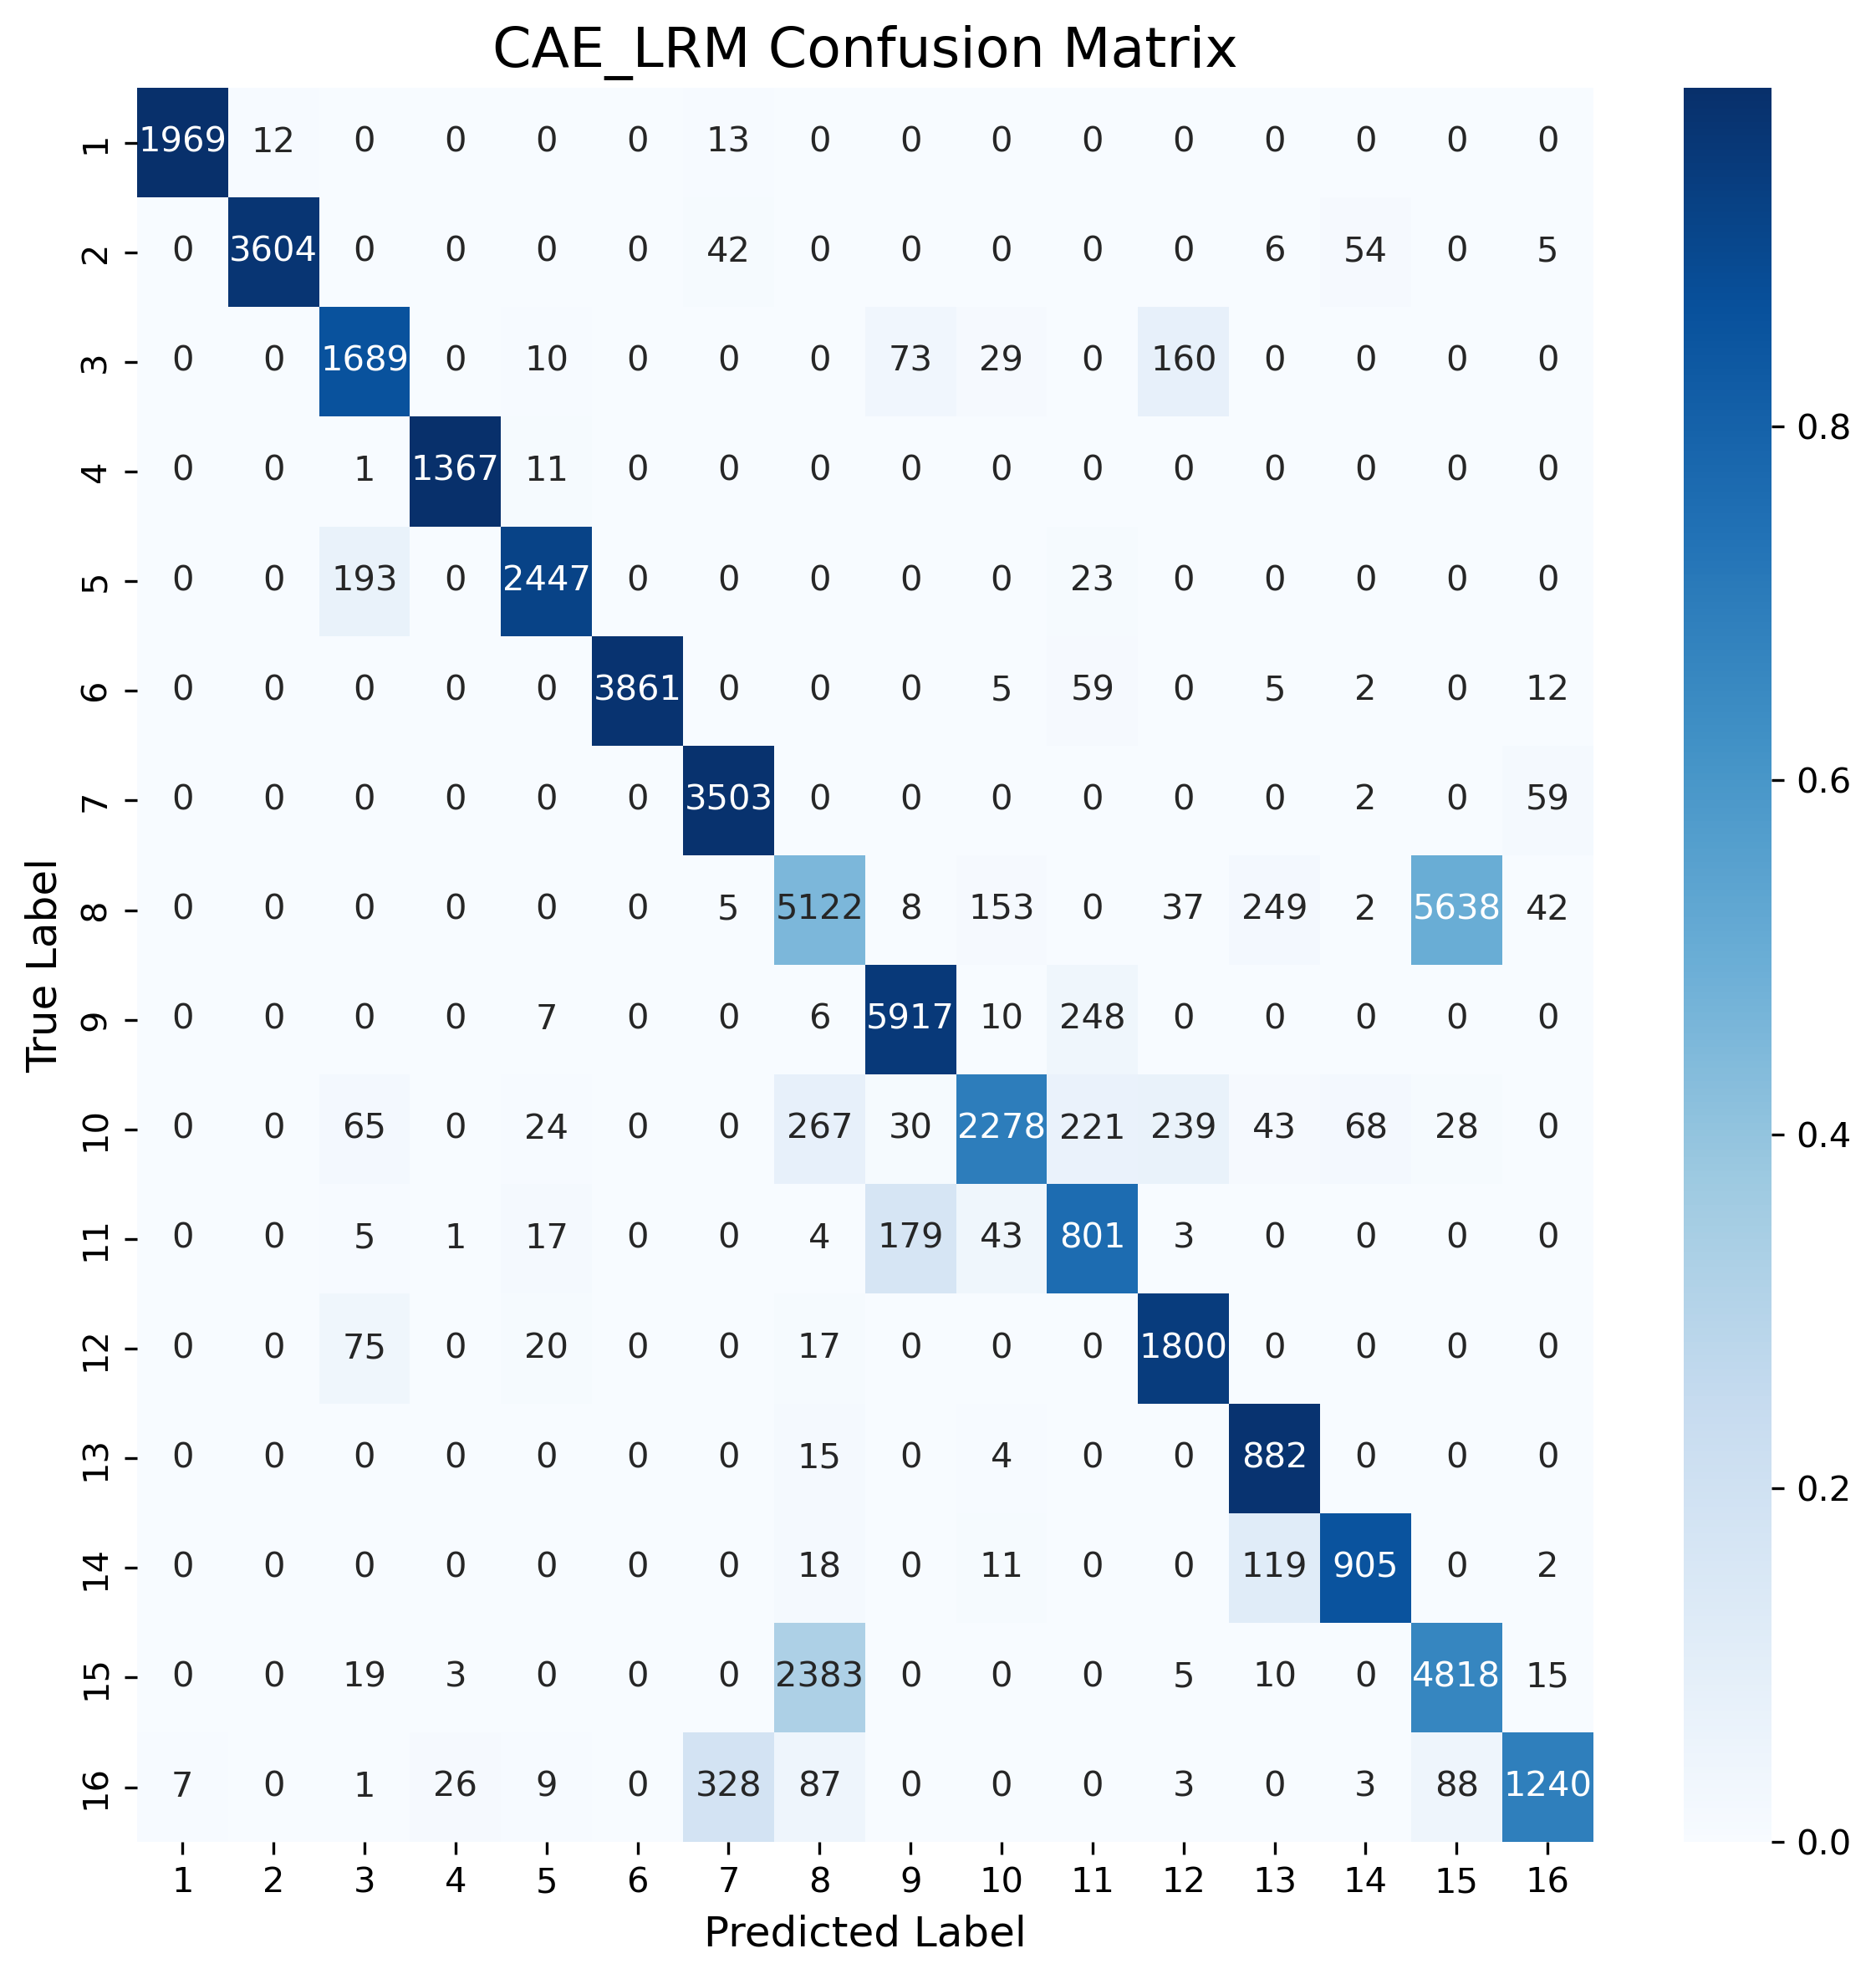 CAE_LRM Confusion Matrix
1 1969 12 0 0 0 0 13 0 0 0 0 0 0 0 0 0
2 0 3604 0 0 0 0 42 0 0 0 0 0 6 54 0 5
3 0 0 1689 0 10 0 0 0 73 29 0 160 0 0 0 0
4 0 0 1 1367 11 0 0 0 0 0 0 0 0 0 0 0
5 0 0 193 0 2447 0 0 0 0 0 23 0 0 0 0 0
6 0 0 0 0 0 3861 0 0 0 5 59 0 5 2 0 12
7 0 0 0 0 0 0 3503 0 0 0 0 0 0 2 0 59
8 0 0 0 0 0 0 5 5122 8 153 0 37 249 2 5638 42
9 0 0 0 0 7 0 0 6 5917 10 248 0 0 0 0 0
10 0 0 65 0 24 0 0 267 30 2278 221 239 43 68 28 0
11 0 0 5 1 17 0 0 4 179 43 801 3 0 0 0 0
12 0 0 75 0 20 0 0 17 0 0 0 1800 0 0 0 0
13 0 0 0 0 0 0 0 15 0 4 0 0 882 0 0 0
14 0 0 0 0 0 0 0 18 0 11 0 0 119 905 0 2
15 0 0 19 3 0 0 0 2383 0 0 0 5 10 0 4818 15
16 7 0 1 26 9 0 328 87 0 0 0 3 0 3 88 1240
1 2 3 4 5 6 7 8 9 10 11 12 13 14 15 16
Predicted Label
True Label
0.8
0.6
0.4
0.2
0.0